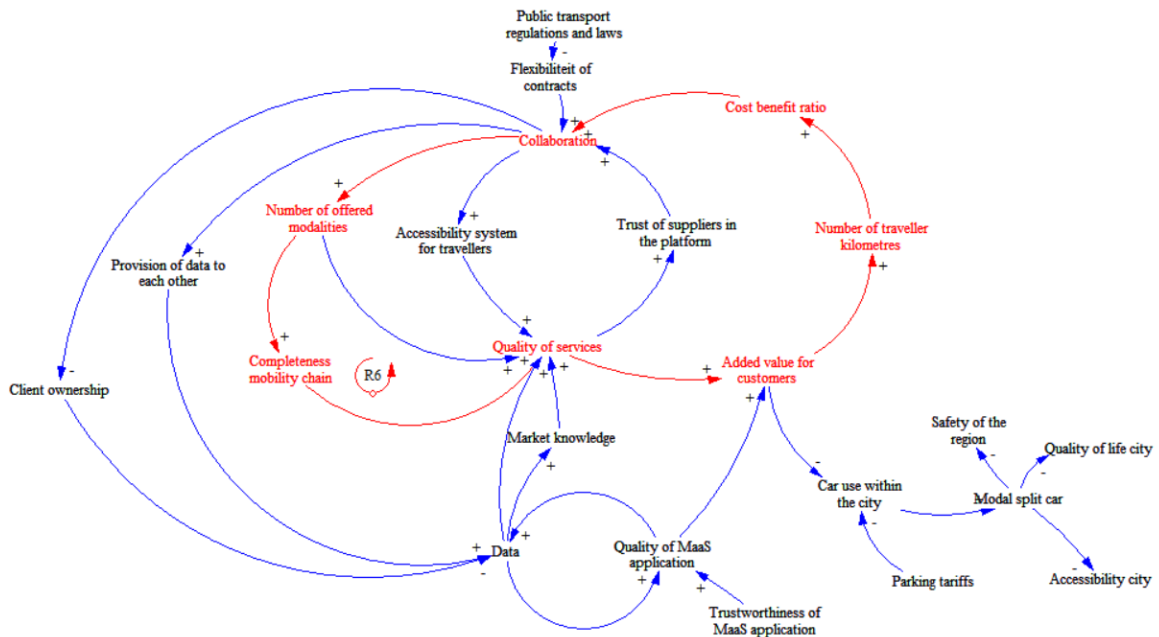 Public transport
regulations and laws
-
Flexibiliteit of
contracts
Cost benefit ratio
+
+
+
Collaboration
+
+
+
Number of offered
modalities
+
Accessibility system
for travellers
Trust of suppliers in
the platform
Number of traveller
kilometres
+
Provision of data to
each other
+
+
+
+
Quality of services
+
Completeness
mobility chain
R6
+
+
+
+
+
Added value for
customers
-
Client ownership
+
Market knowledge
+
Safety of the
region
-
Quality of life city
-
-
Car use within
the city
-
Modal split car
+
-
Data
+
Quality of MaaS
application
+
+
Parking tariffs
-
Accessibility city
Trustworthiness of
MaaS application